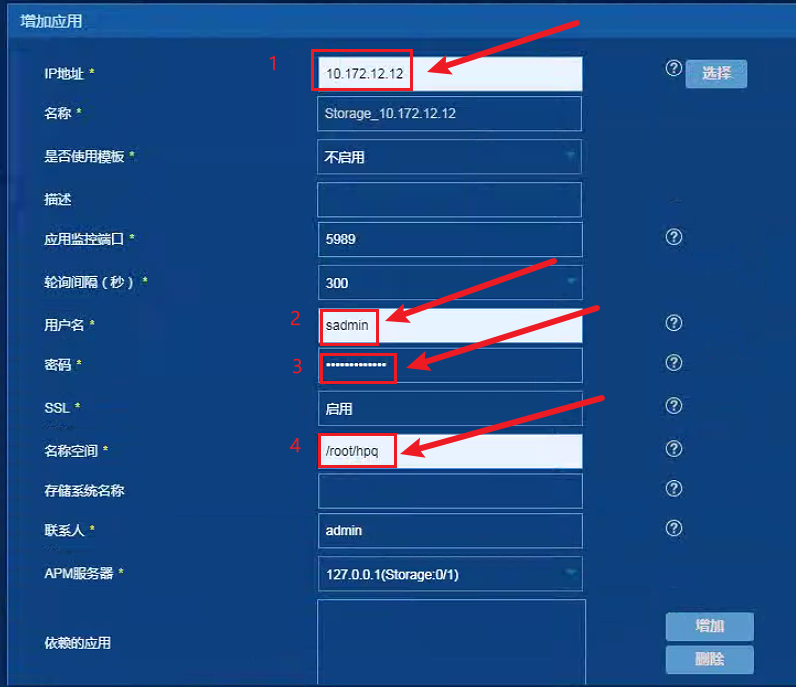 增加应用
1
IP地址 * 10.172.12.12 ? 选择
名称 * Storage_10.172.12.12
是否使用模板 * 不启用
描述
应用监控端口 * 5989 ?
轮询间隔 ( 秒 ) * 300
2
用户名 * sadmin ?
3
密码 * ••••••••••••• ?
SSL * 启用 ?
4
名称空间 * /root/hpq ?
存储系统名称 ?
联系人 * admin ?
APM服务器 * 127.0.0.1(Storage:0/1)
依赖的应用
增加
删除